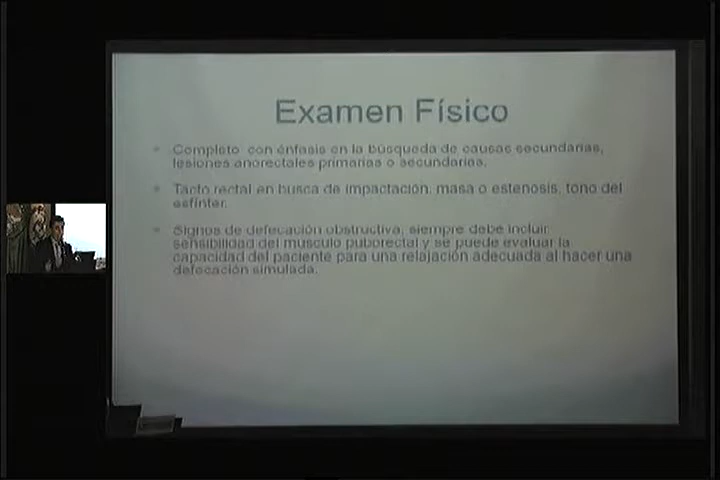 Examen Físico
Completo con énfasis en la búsqueda de causas secundarias,
lesiones anorectales primarias o secundarias.
Tacto rectal en busca de impactación, masa o estenosis, tono del
esfínter.
Signos de defecación obstructiva, siempre debe incluir
sensibilidad del músculo puborectal y se puede evaluar la
capacidad del paciente para una relajación adecuada al hacer una
defecación simulada.